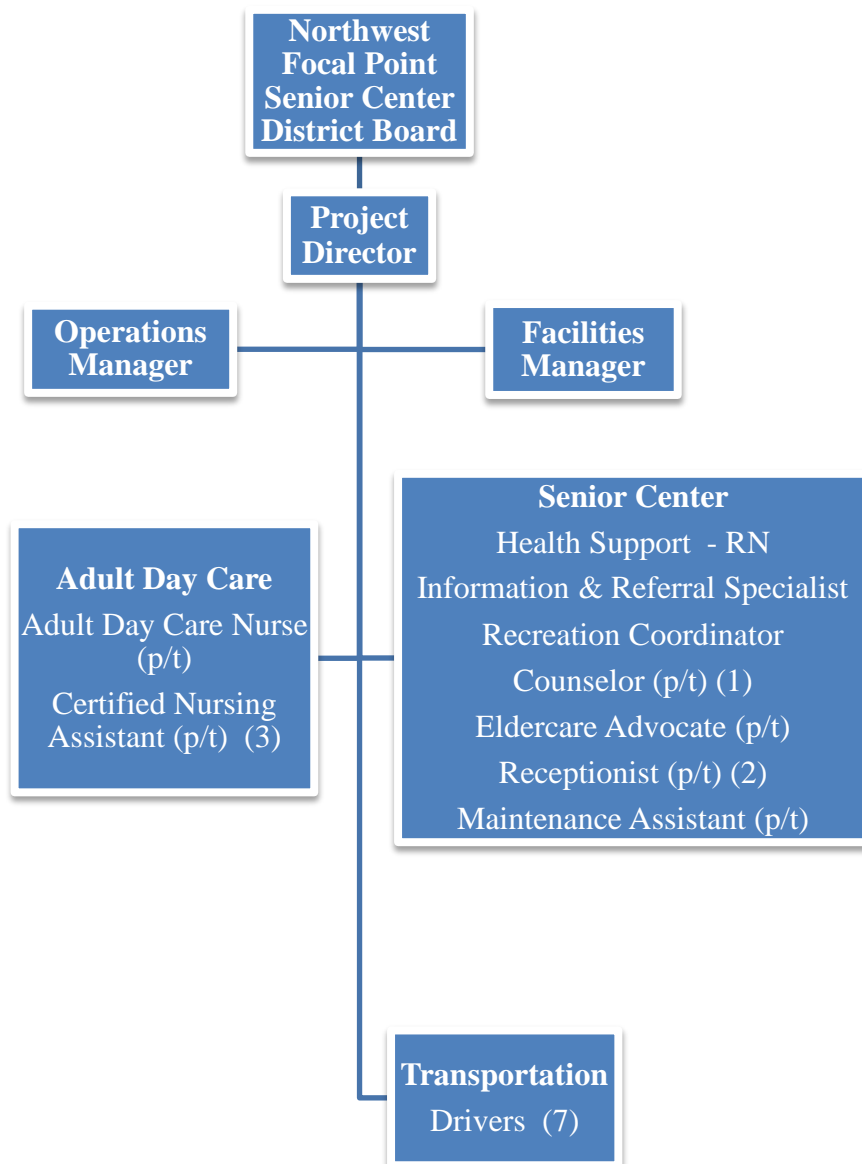 Northwest
Focal Point
Senior Center
District Board
Project
Director
Operations
Manager
Facilities
Manager
Adult Day Care
Adult Day Care Nurse
(p/t)
Certified Nursing
Assistant (p/t)  (3)
Senior Center
Health Support  - RN
Information & Referral Specialist
Recreation Coordinator
Counselor (p/t) (1)
Eldercare Advocate (p/t)
Receptionist (p/t) (2)
Maintenance Assistant (p/t)
Transportation
Drivers  (7)